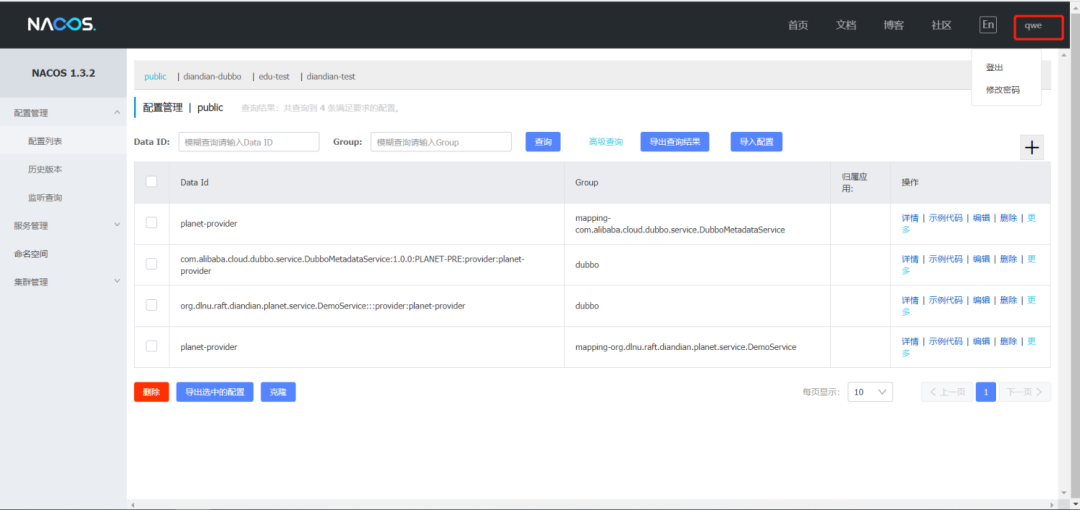 NACOS.
首页 文档 博客 社区 En qwe
登出
修改密码
NACOS 1.3.2
配置管理
配置列表
历史版本
监听查询
服务管理
命名空间
集群管理
public | diandian-dubbo | edu-test | diandian-test
配置管理 | public 查询结果：共查询到 4 条满足要求的配置。
Data ID: 模糊查询请输入Data ID Group: 模糊查询请输入Group 查询 高级查询 导出查询结果 导入配置 +
Data Id Group 归属应用: 操作
planet-provider mapping-com.alibaba.cloud.dubbo.service.DubboMetadataService 详情 | 示例代码 | 编辑 | 删除 | 更多
com.alibaba.cloud.dubbo.service.DubboMetadataService:1.0.0:PLANET-PRE:provider:planet-provider dubbo 详情 | 示例代码 | 编辑 | 删除 | 更多
org.dlnu.raft.diandian.planet.service.DemoService:::provider:planet-provider dubbo 详情 | 示例代码 | 编辑 | 删除 | 更多
planet-provider mapping-org.dlnu.raft.diandian.planet.service.DemoService 详情 | 示例代码 | 编辑 | 删除 | 更多
删除 导出选中的配置 克隆 每页显示: 10 < 上一页 1 下一页 >